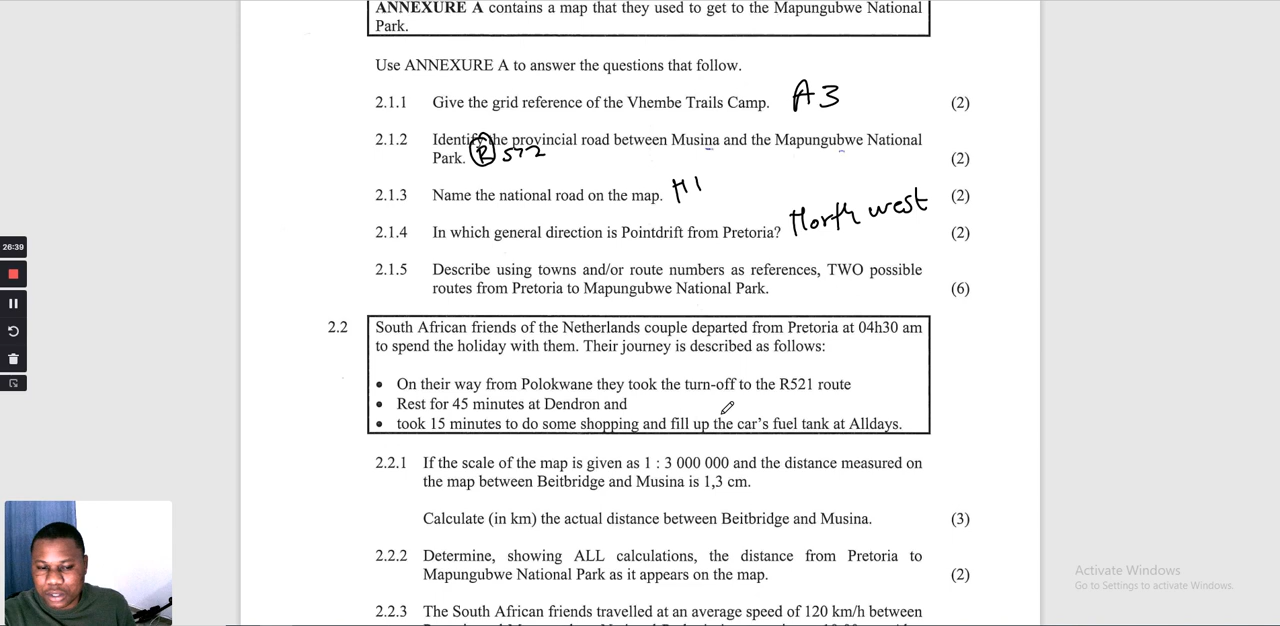 ANNEXURE A contains a map that they used to get to the Mapungubwe National
Park.
Use ANNEXURE A to answer the questions that follow.
2.1.1 Give the grid reference of the Vhembe Trails Camp. A3 (2)
2.1.2 Identify the provincial road between Musina and the Mapungubwe National
Park. R 572 (2)
2.1.3 Name the national road on the map. N1 (2)
2.1.4 In which general direction is Pointdrift from Pretoria? North west (2)
2.1.5 Describe using towns and/or route numbers as references, TWO possible
routes from Pretoria to Mapungubwe National Park. (6)
2.2 South African friends of the Netherlands couple departed from Pretoria at 04h30 am
to spend the holiday with them. Their journey is described as follows:
• On their way from Polokwane they took the turn-off to the R521 route
• Rest for 45 minutes at Dendron and
• took 15 minutes to do some shopping and fill up the car's fuel tank at Alldays.
2.2.1 If the scale of the map is given as 1 : 3 000 000 and the distance measured on
the map between Beitbridge and Musina is 1,3 cm.
Calculate (in km) the actual distance between Beitbridge and Musina. (3)
2.2.2 Determine, showing ALL calculations, the distance from Pretoria to
Mapungubwe National Park as it appears on the map. (2)
2.2.3 The South African friends travelled at an average speed of 120 km/h between
26:39
Activate Windows
Go to Settings to activate Windows.